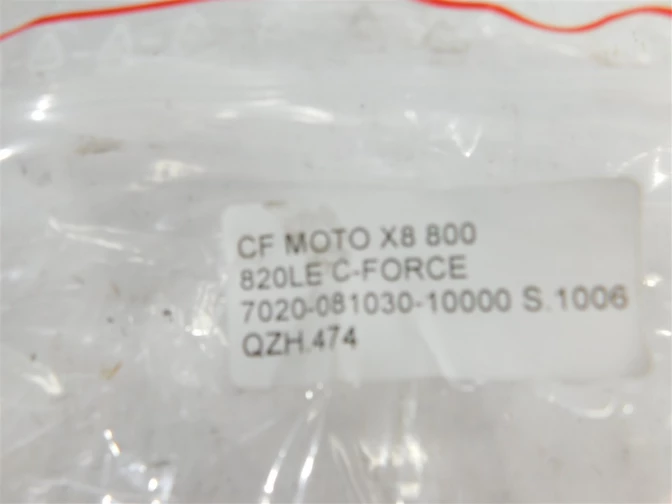 CF MOTO X8 800
820LE C-FORCE
7020-081030-10000 S.1006
QZH.474